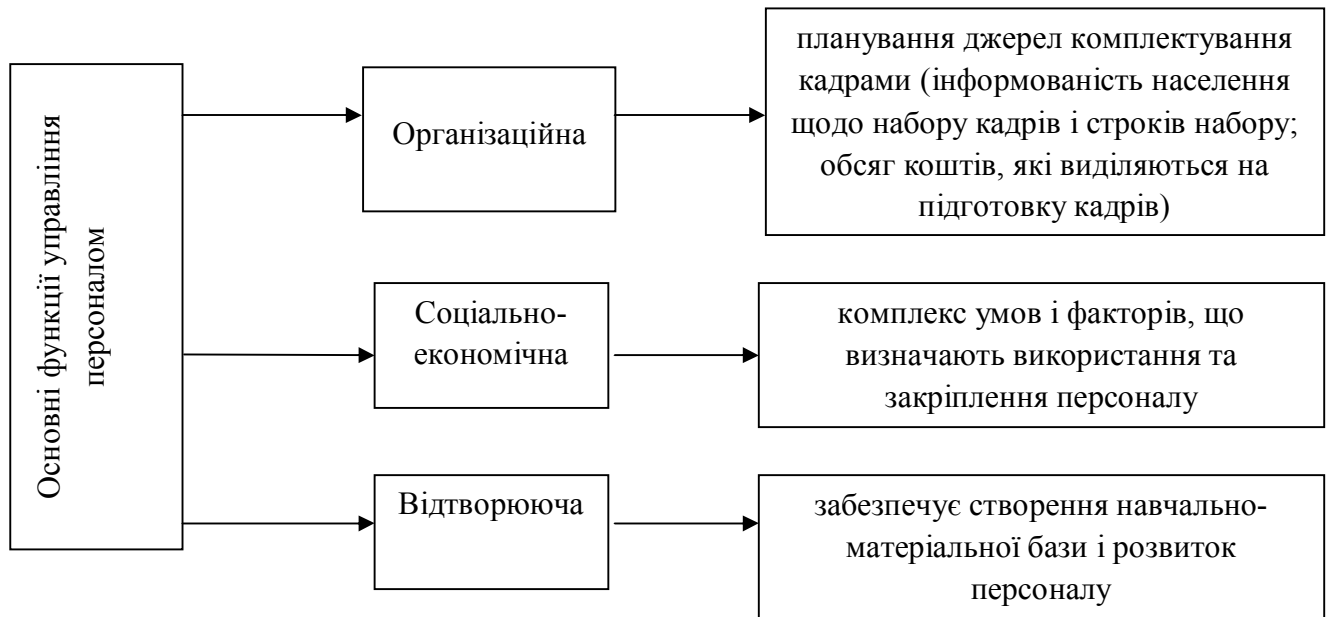 Основні функції управління
персоналом
Організаційна
планування джерел комплектування
кадрами (інформованість населення
щодо набору кадрів і строків набору;
обсяг коштів, які виділяються на
підготовку кадрів)
Соціально-
економічна
комплекс умов і факторів, що
визначають використання та
закріплення персоналу
Відтворююча
забезпечує створення навчально-
матеріальної бази і розвиток
персоналу